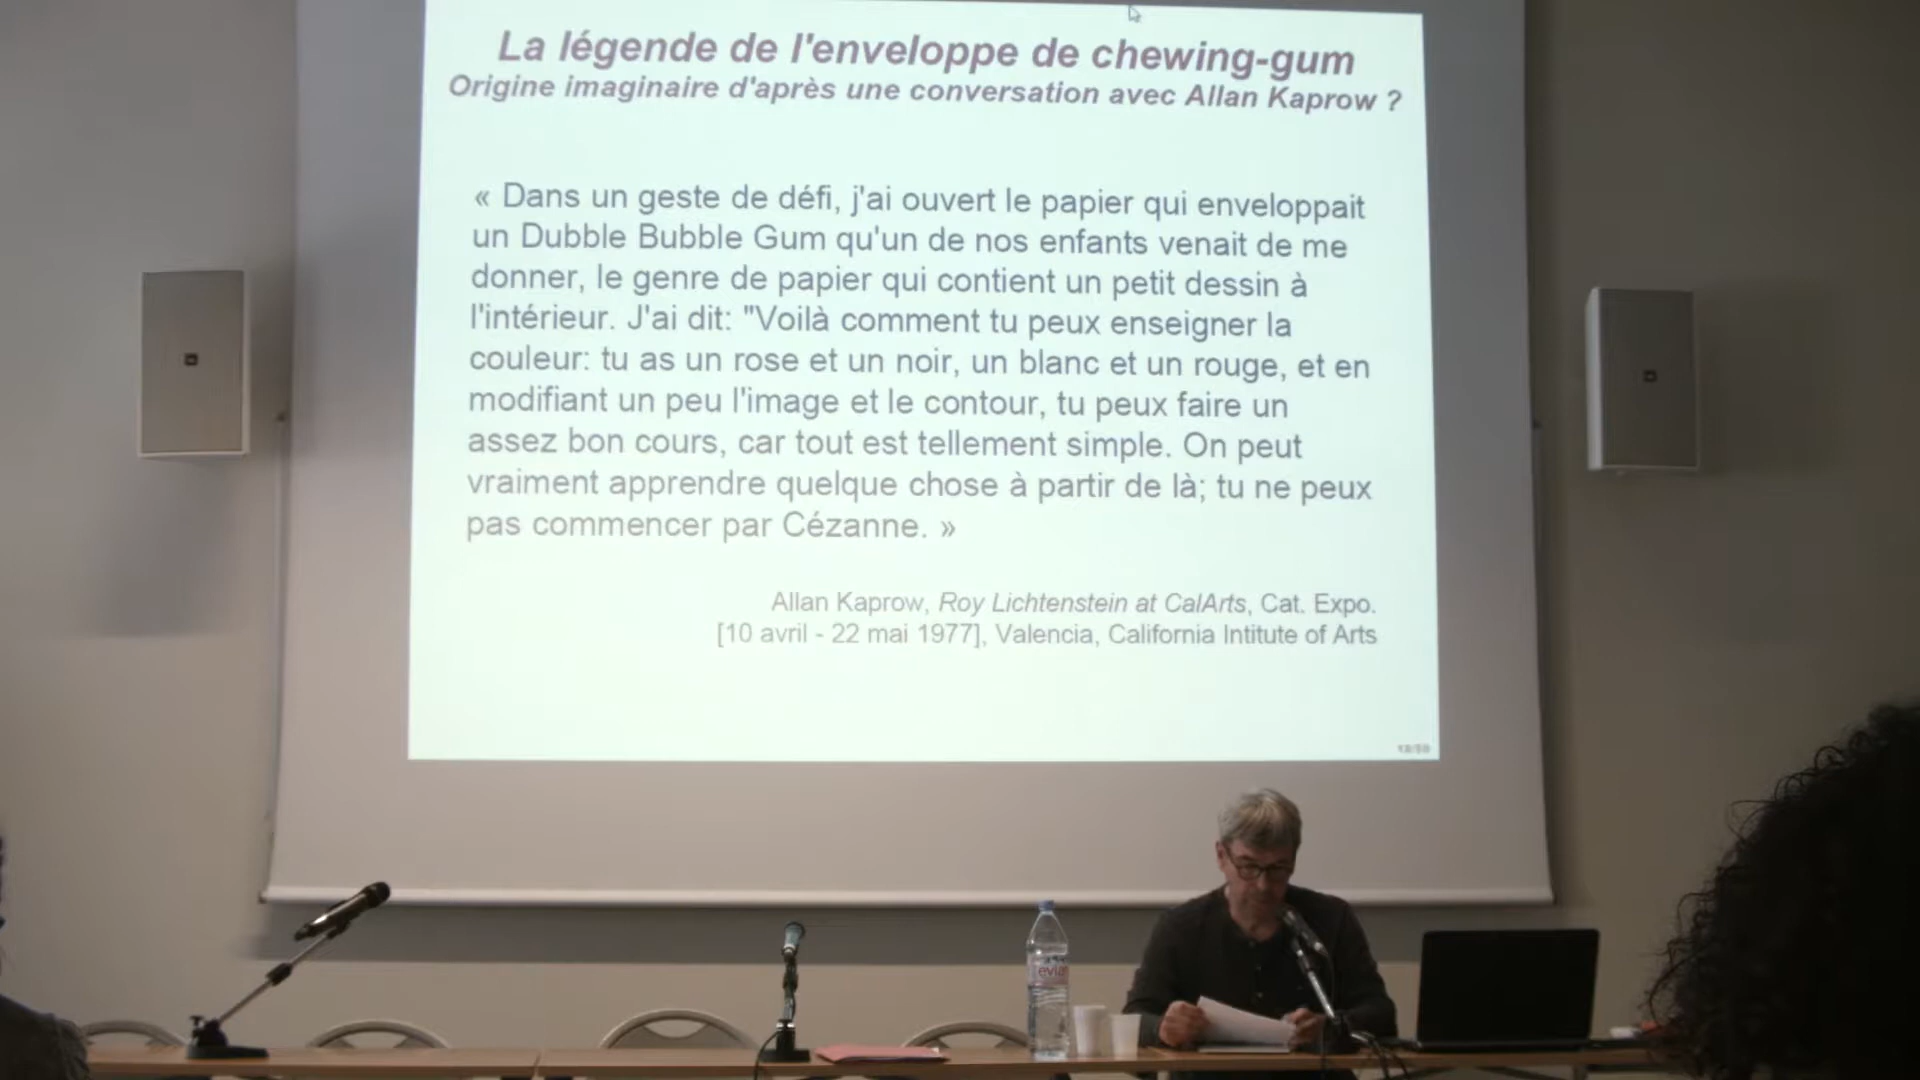 La légende de l'enveloppe de chewing-gum
Origine imaginaire d'après une conversation avec Allan Kaprow ?
« Dans un geste de défi, j'ai ouvert le papier qui enveloppait
un Dubble Bubble Gum qu'un de nos enfants venait de me
donner, le genre de papier qui contient un petit dessin à
l'intérieur. J'ai dit: "Voilà comment tu peux enseigner la
couleur: tu as un rose et un noir, un blanc et un rouge, et en
modifiant un peu l'image et le contour, tu peux faire un
assez bon cours, car tout est tellement simple. On peut
vraiment apprendre quelque chose à partir de là; tu ne peux
pas commencer par Cézanne. »
Allan Kaprow, Roy Lichtenstein at CalArts, Cat. Expo.
[10 avril - 22 mai 1977], Valencia, California Intitute of Arts
evian